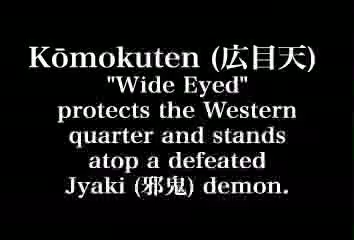 Kōmokuten (広目天)
"Wide Eyed"
protects the Western
quarter and stands
atop a defeated
Jyaki (邪鬼) demon.